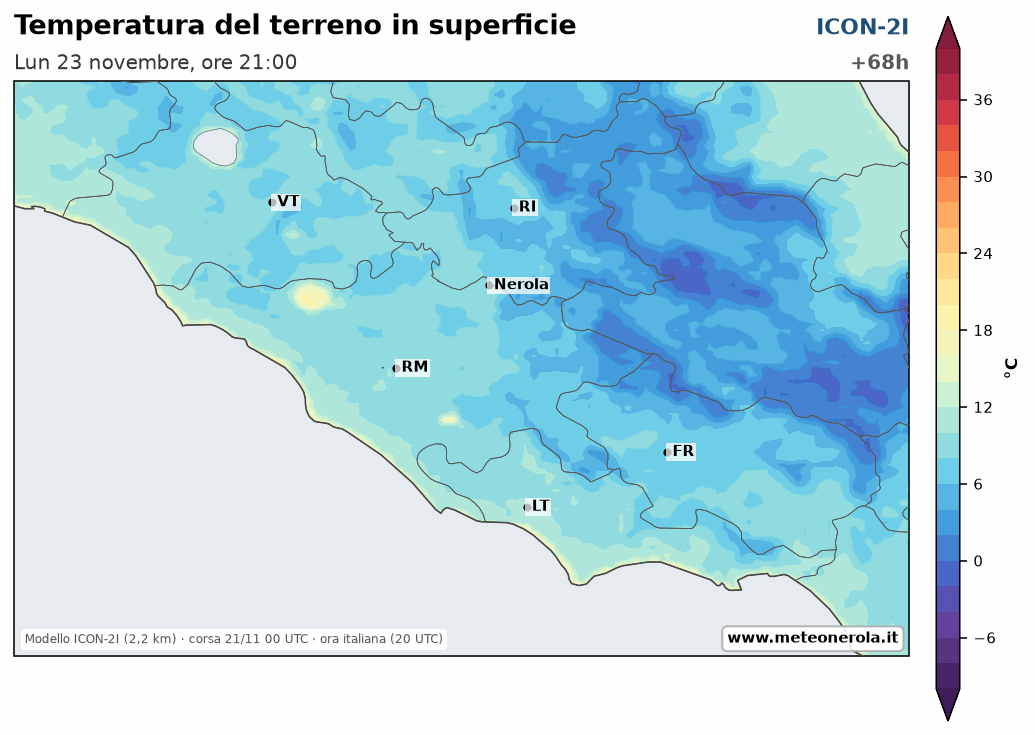 Temperatura del terreno in superficie
ICON-2I
Lun 23 novembre, ore 21:00
+68h
VT
RI
Nerola
RM
FR
LT
36
30
24
18
12
6
0
−6
°C
Modello ICON-2I (2,2 km) · corsa 21/11 00 UTC · ora italiana (20 UTC)
www.meteonerola.it